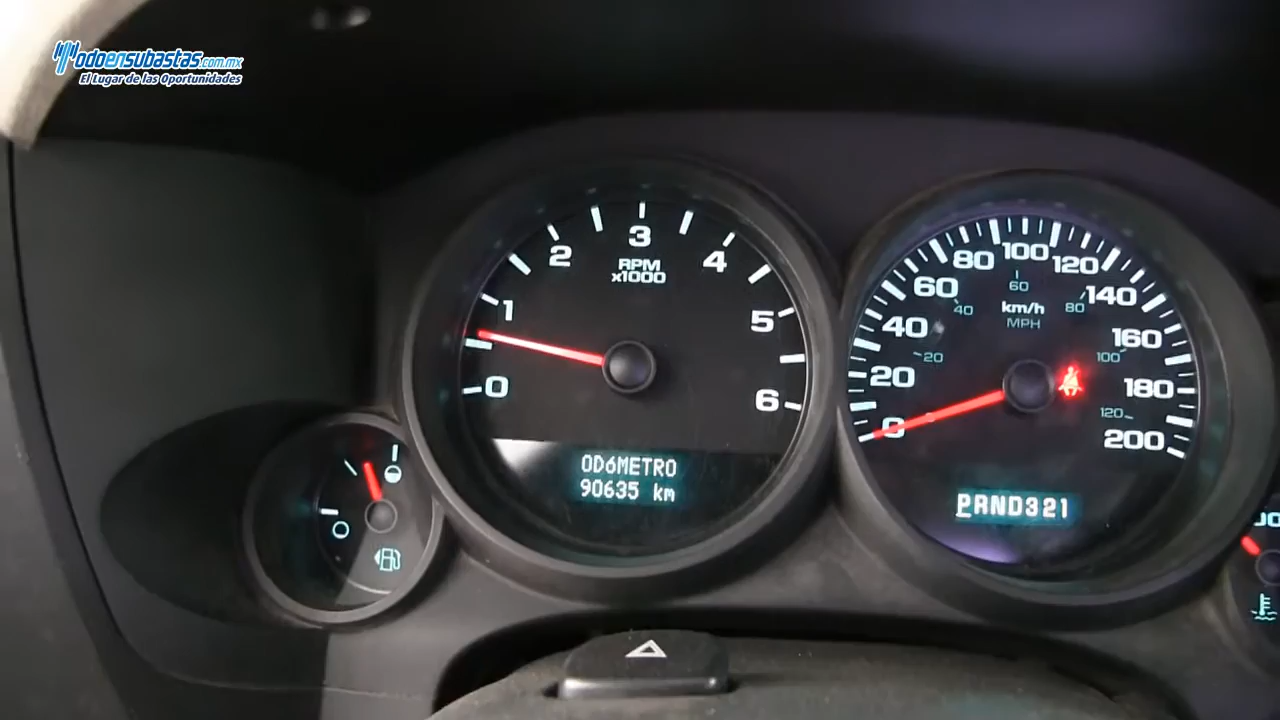 todoensubastas.com.mx
El Lugar de las Oportunidades
0
1
2
3
4
5
6
RPM
x1000
OD6METRO
90635 km
0
20
40
60
80
100
120
140
160
180
200
20
40
60
80
100
120
km/h
MPH
PRND321